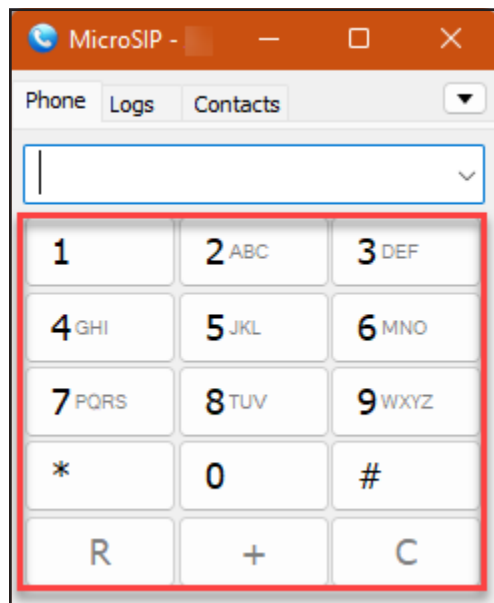 MicroSIP -
Phone Logs Contacts
1 2 ABC 3 DEF
4 GHI 5 JKL 6 MNO
7 PQRS 8 TUV 9 WXYZ
* 0 #
R + C